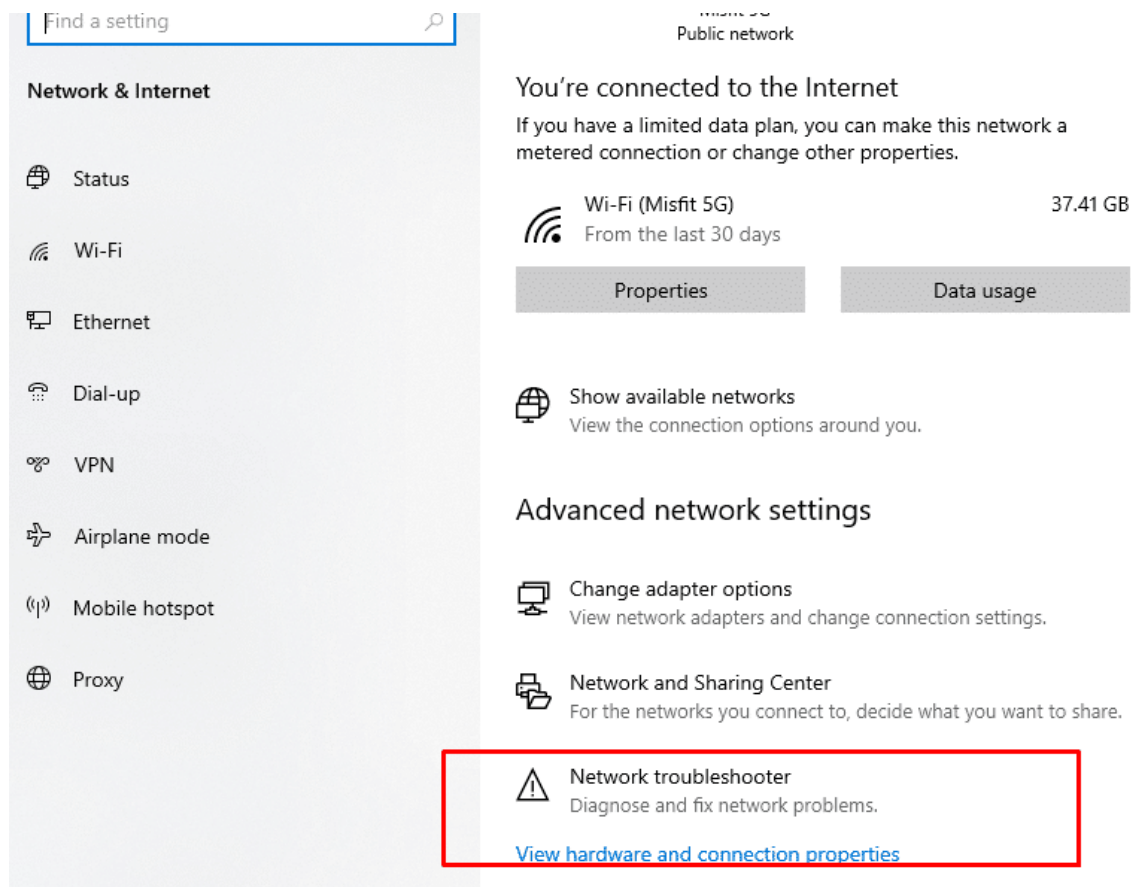 Find a setting
Network & Internet
Status
Wi-Fi
Ethernet
Dial-up
VPN
Airplane mode
Mobile hotspot
Proxy
Misfit 5G
Public network
You're connected to the Internet
If you have a limited data plan, you can make this network a
metered connection or change other properties.
Wi-Fi (Misfit 5G)
37.41 GB
From the last 30 days
Properties
Data usage
Show available networks
View the connection options around you.
Advanced network settings
Change adapter options
View network adapters and change connection settings.
Network and Sharing Center
For the networks you connect to, decide what you want to share.
Network troubleshooter
Diagnose and fix network problems.
View hardware and connection properties